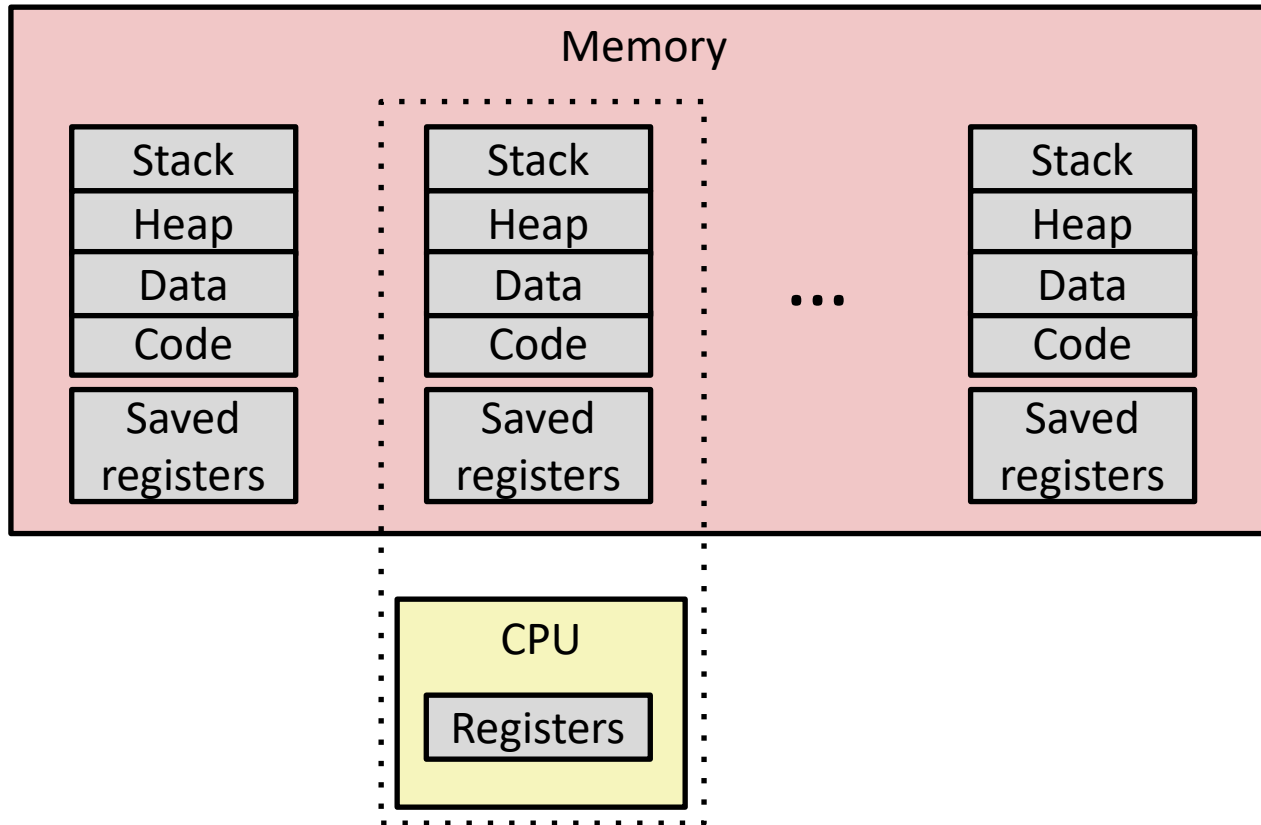 Memory
Stack
Heap
Data
Code
Saved
registers
Stack
Heap
Data
Code
Saved
registers
...
Stack
Heap
Data
Code
Saved
registers
CPU
Registers